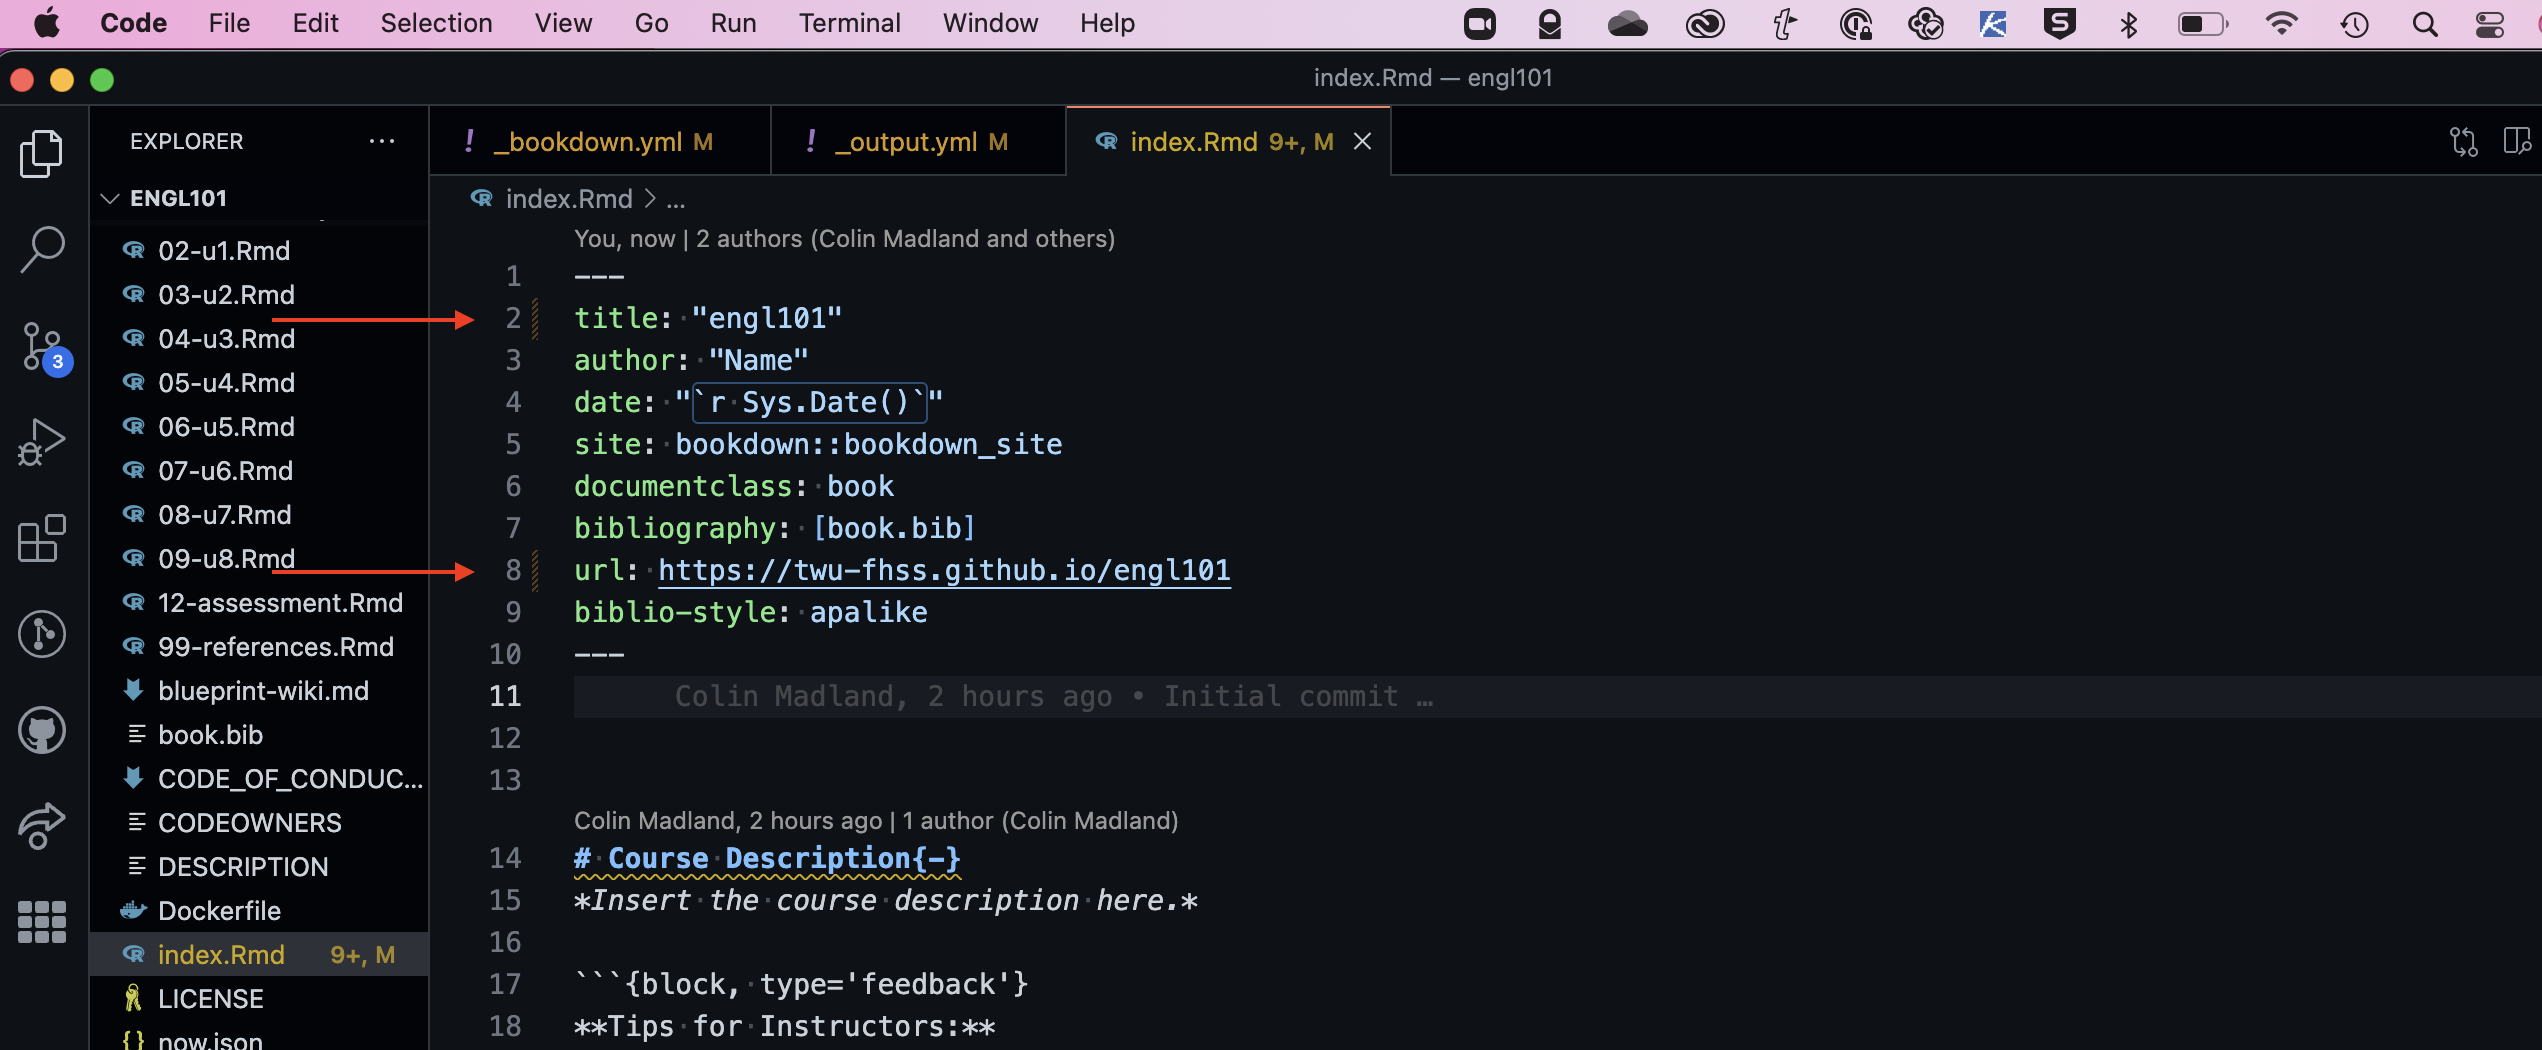 Code File Edit Selection View Go Run Terminal Window Help
index.Rmd — engl101
EXPLORER ...
! _bookdown.yml M
! _output.yml M
index.Rmd 9+, M
ENGL101
02-u1.Rmd
03-u2.Rmd
04-u3.Rmd
05-u4.Rmd
06-u5.Rmd
07-u6.Rmd
08-u7.Rmd
09-u8.Rmd
12-assessment.Rmd
99-references.Rmd
blueprint-wiki.md
book.bib
CODE_OF_CONDUC...
CODEOWNERS
DESCRIPTION
Dockerfile
index.Rmd 9+, M
LICENSE
{} now.json
3
index.Rmd > ...
You, now | 2 authors (Colin Madland and others)
1 ---
2 title: "engl101"
3 author: "Name"
4 date: "`r Sys.Date()`"
5 site: bookdown::bookdown_site
6 documentclass: book
7 bibliography: [book.bib]
8 url: https://twu-fhss.github.io/engl101
9 biblio-style: apalike
10 ---
11 Colin Madland, 2 hours ago • Initial commit …
12
13
Colin Madland, 2 hours ago | 1 author (Colin Madland)
14 # Course Description{-}
15 *Insert the course description here.*
16
17 ```{block, type='feedback'}
18 **Tips for Instructors:**